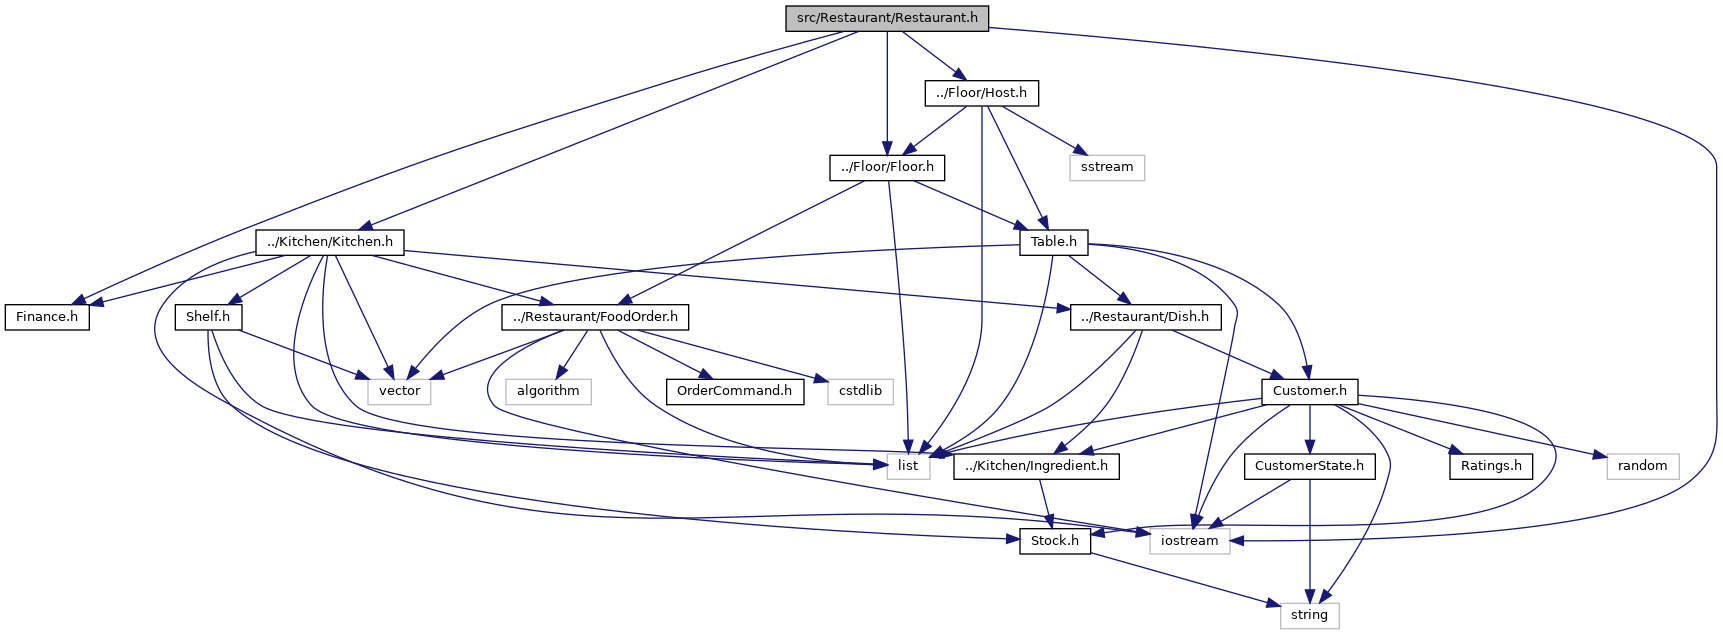 src/Restaurant/Restaurant.h
../Floor/Host.h
../Floor/Floor.h
sstream
../Kitchen/Kitchen.h
Table.h
Finance.h
Shelf.h
../Restaurant/FoodOrder.h
../Restaurant/Dish.h
vector
algorithm
OrderCommand.h
cstdlib
Customer.h
list
../Kitchen/Ingredient.h
CustomerState.h
Ratings.h
random
Stock.h
iostream
string